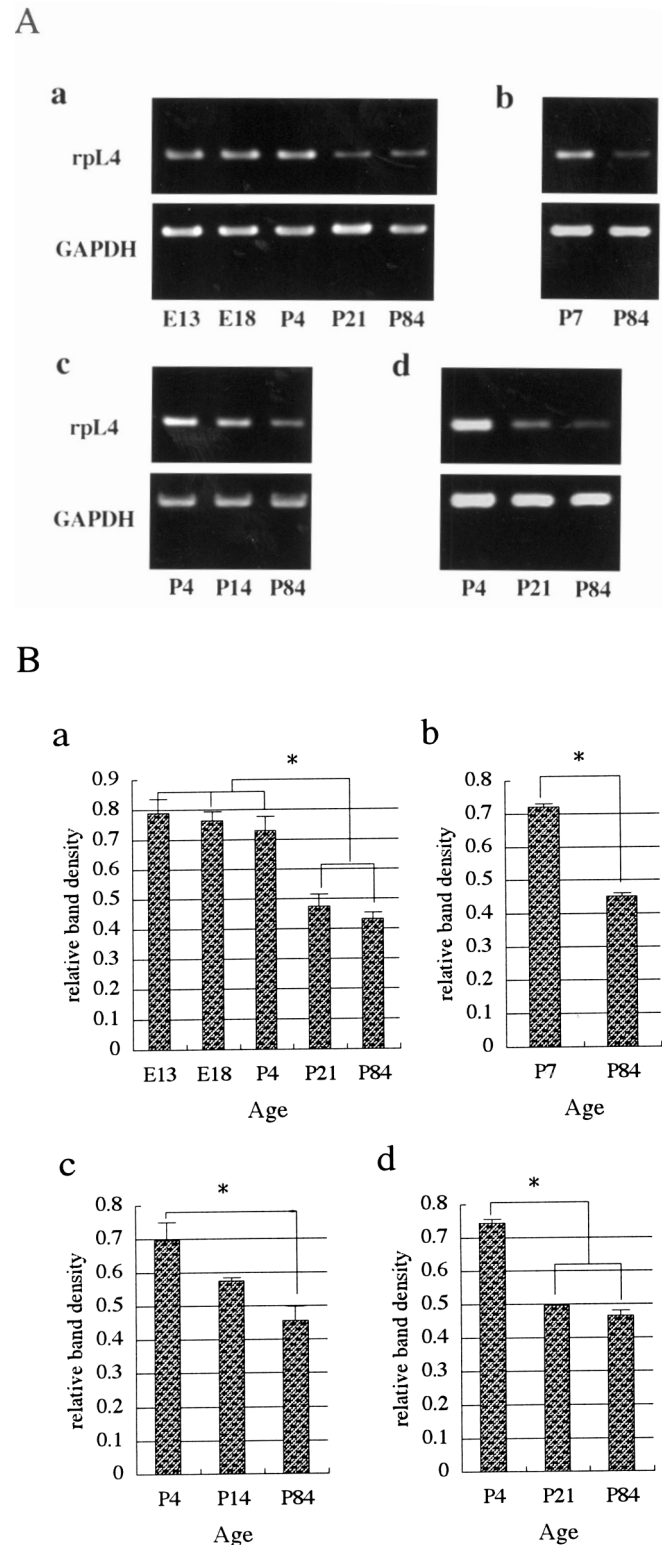 A
a
b
rpL4
GAPDH
E13 E18 P4 P21 P84
P7 P84
c
d
rpL4
GAPDH
P4 P14 P84
P4 P21 P84
B
a
*
relative band density
0.9
0.8
0.7
0.6
0.5
0.4
0.3
0.2
0.1
0
E13 E18 P4 P21 P84
Age
b
*
relative band density
0.8
0.7
0.6
0.5
0.4
0.3
0.2
0.1
0
P7 P84
Age
c
*
relative band density
0.8
0.7
0.6
0.5
0.4
0.3
0.2
0.1
0
P4 P14 P84
Age
d
*
relative band density
0.8
0.7
0.6
0.5
0.4
0.3
0.2
0.1
0
P4 P21 P84
Age